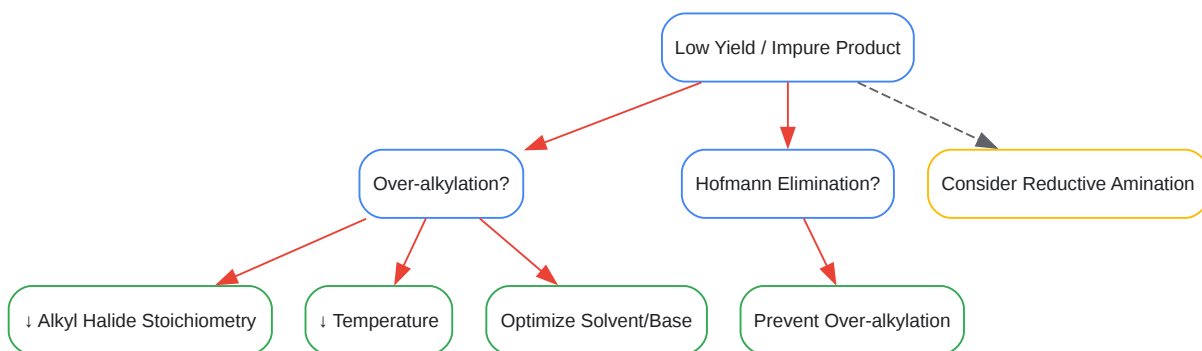 Low Yield / Impure Product
Over-alkylation?
Hofmann Elimination?
Consider Reductive Amination
↓ Alkyl Halide Stoichiometry
↓ Temperature
Optimize Solvent/Base
Prevent Over-alkylation